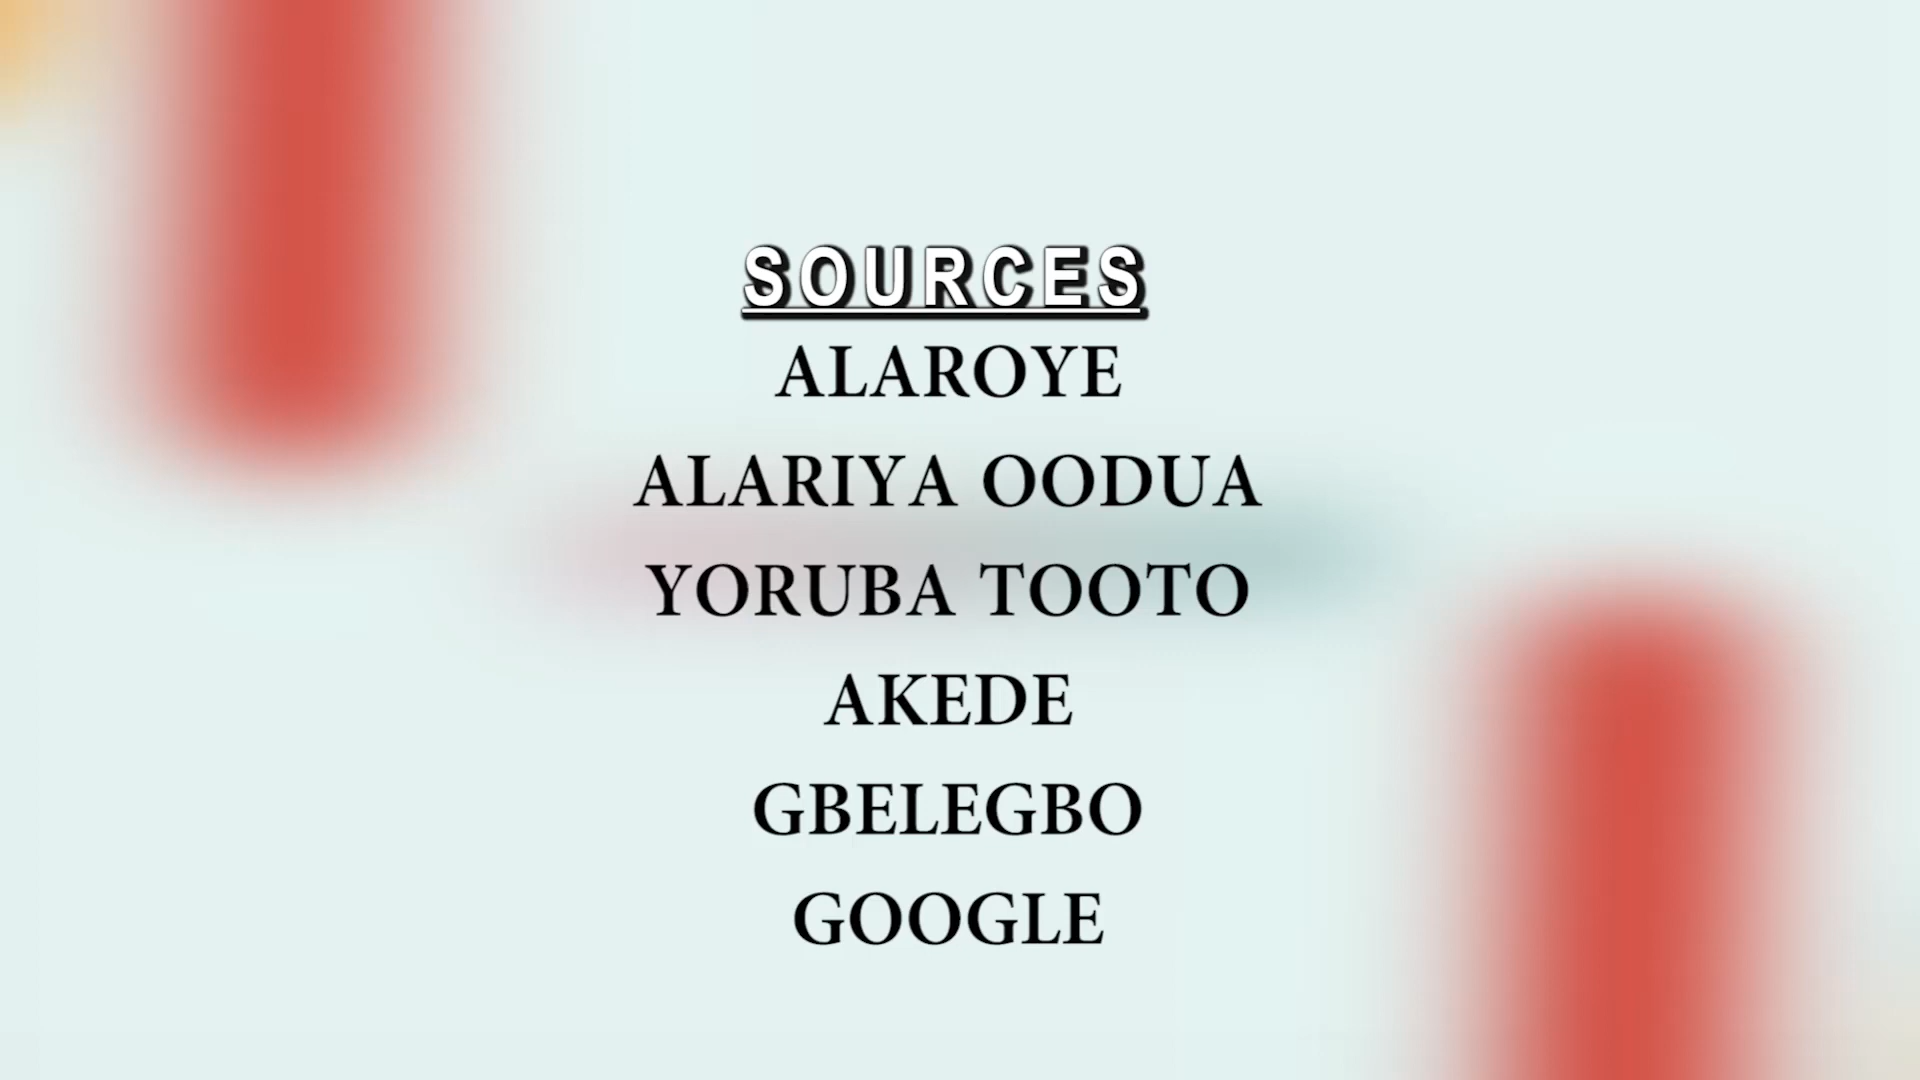 SOURCES
ALAROYE
ALARIYA OODUA
YORUBA TOOTO
AKEDE
GBELEGBO
GOOGLE